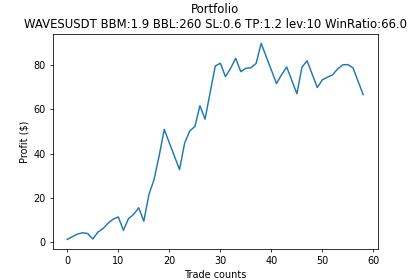 Portfolio
WAVESUSDT BBM:1.9 BBL:260 SL:0.6 TP:1.2 lev:10 WinRatio:66.0
80
60
40
20
0
Profit ($)
0 10 20 30 40 50 60
Trade counts